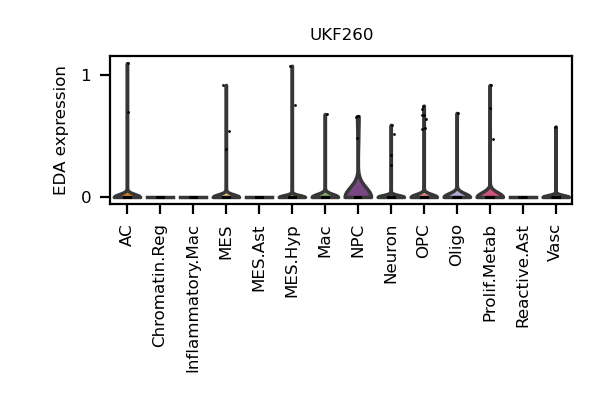 UKF260
EDA expression
1
0
AC
Chromatin.Reg
Inflammatory.Mac
MES
MES.Ast
MES.Hyp
Mac
NPC
Neuron
OPC
Oligo
Prolif.Metab
Reactive.Ast
Vasc